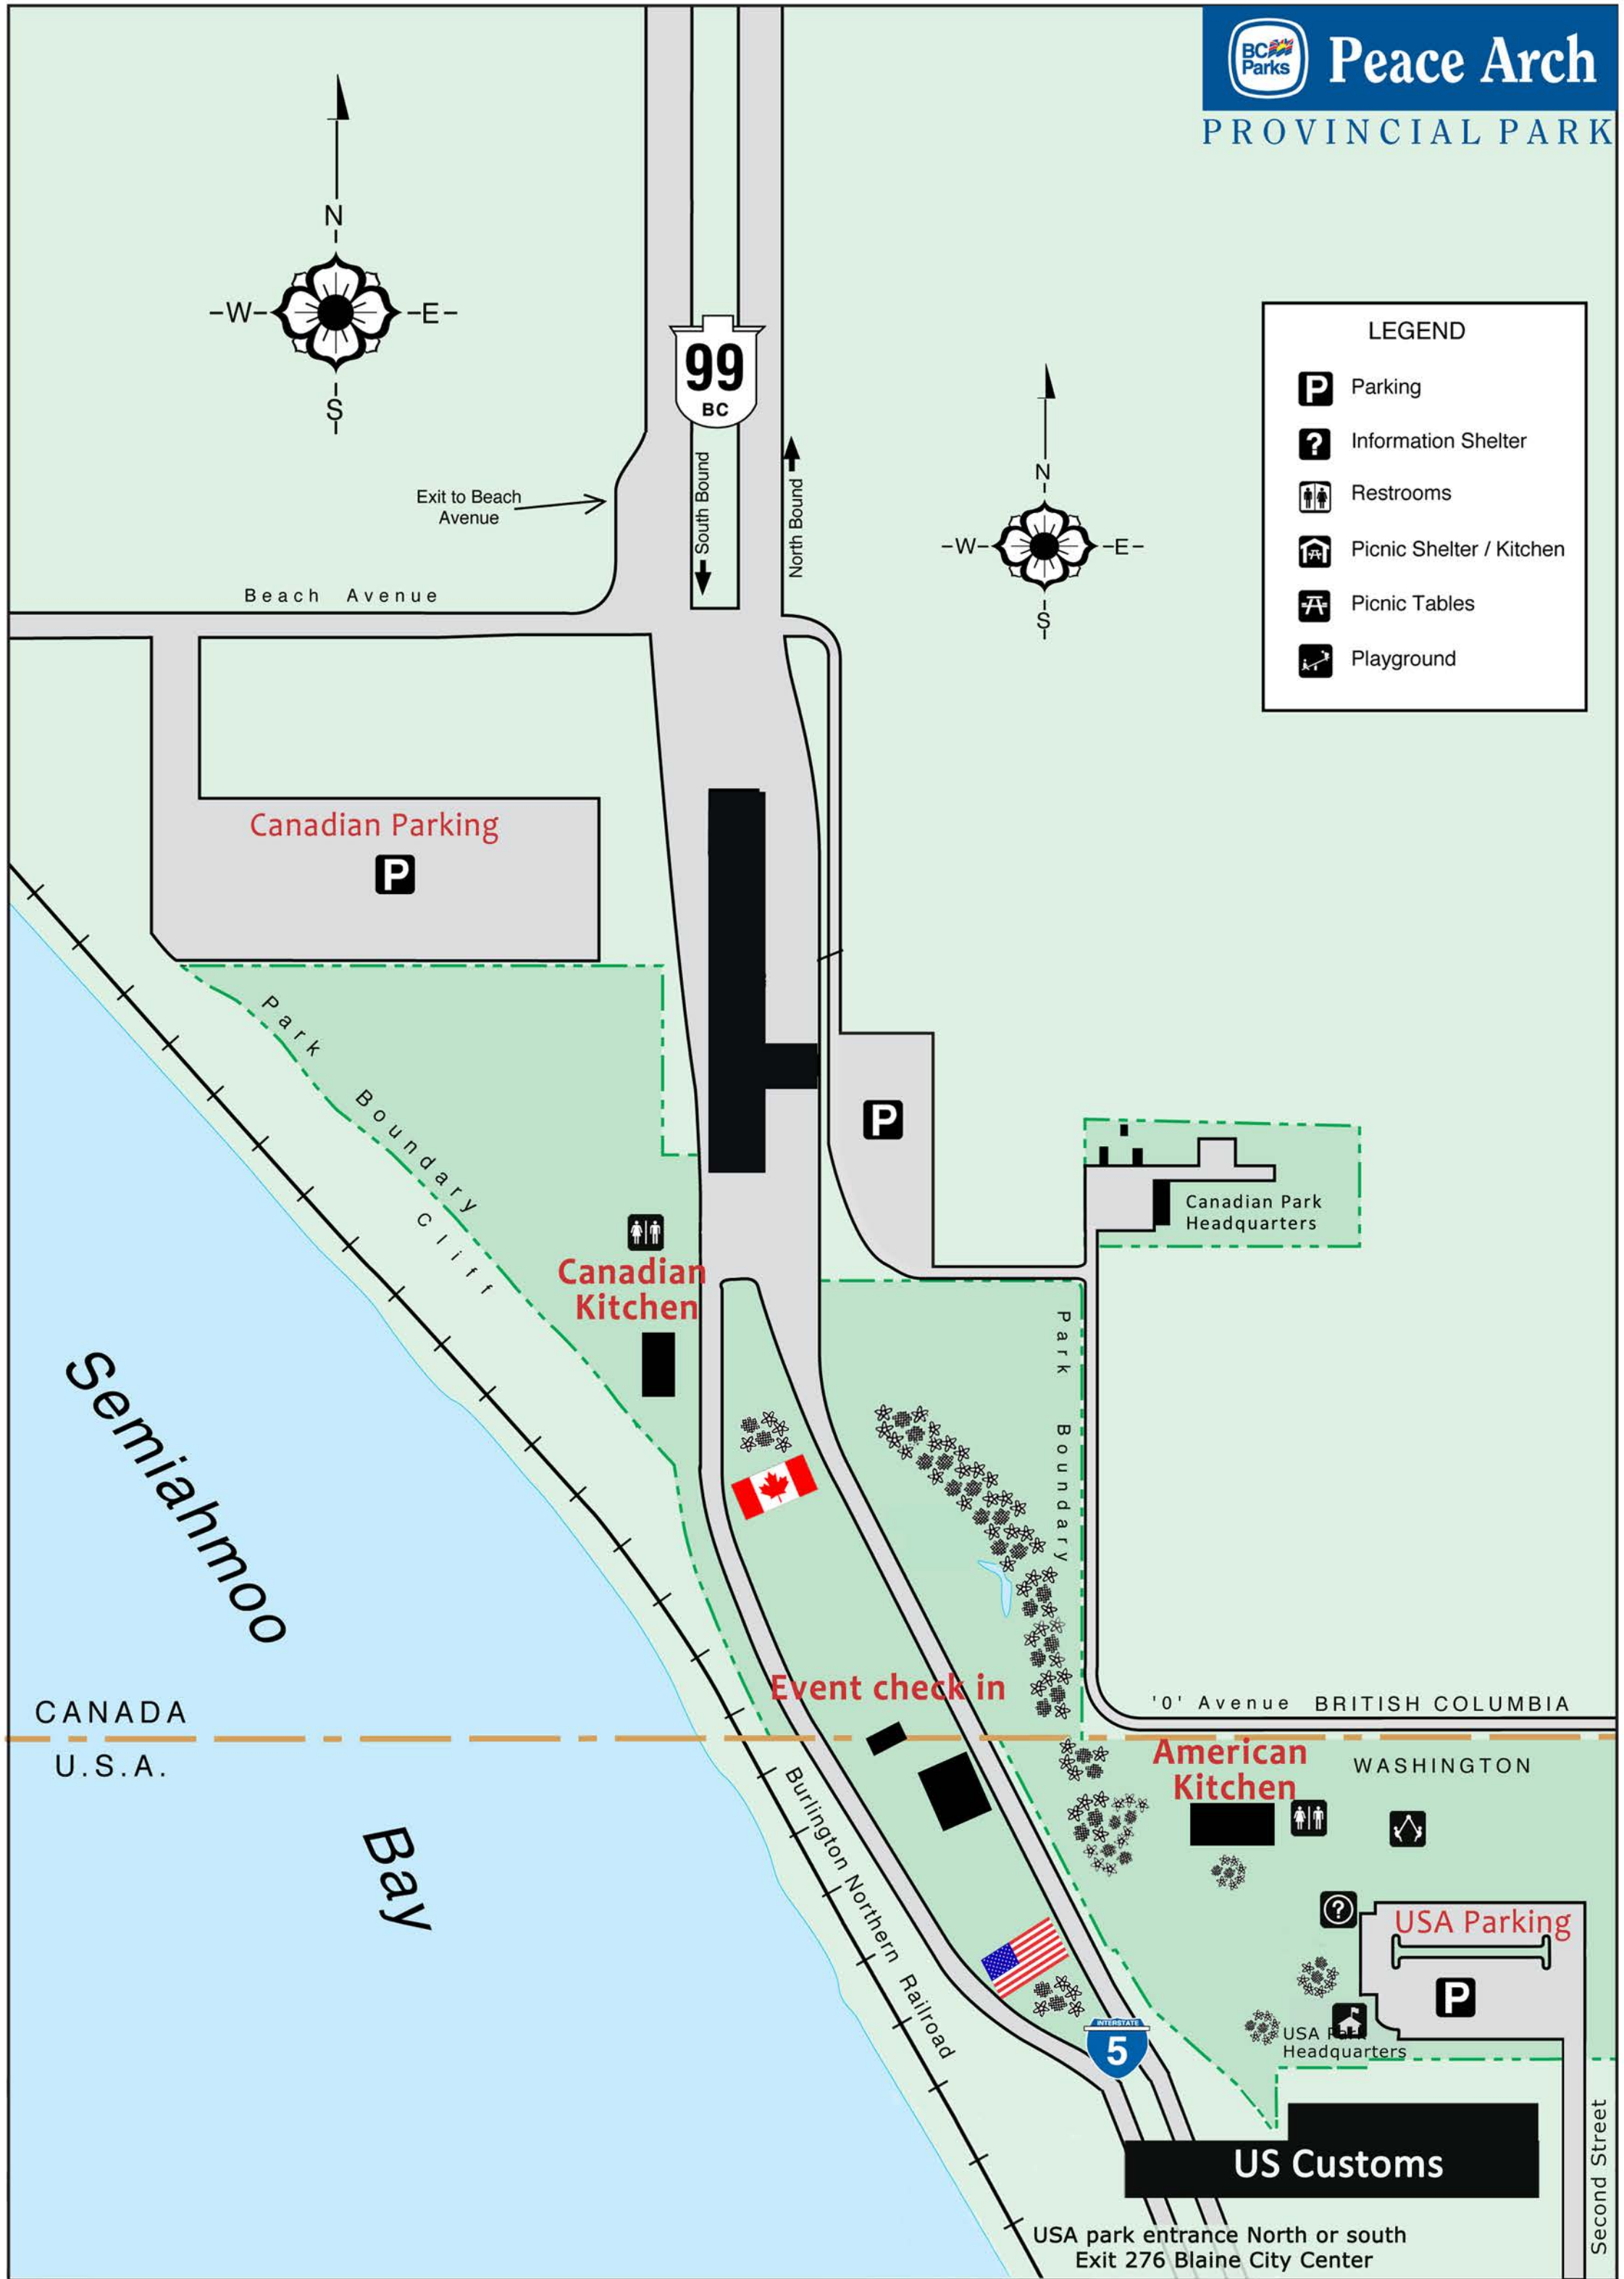 BC Parks
Peace Arch
PROVINCIAL PARK
N
-W-
-E-
S
99
BC
LEGEND
P Parking
? Information Shelter
Restrooms
Picnic Shelter / Kitchen
Picnic Tables
Playground
South Bound
North Bound
Exit to Beach
Avenue
N
-W-
-E-
S
Beach Avenue
Canadian Parking
P
Park Boundary
P
Canadian Park
Headquarters
Cliff
Canadian
Kitchen
Park Boundary
Semiahmoo
Bay
Event check in
'0' Avenue BRITISH COLUMBIA
CANADA
U.S.A.
American
Kitchen
WASHINGTON
Burlington Northern Railroad
?
USA Parking
P
USA Park
Headquarters
INTERSTATE
5
US Customs
Second Street
USA park entrance North or south
Exit 276 Blaine City Center